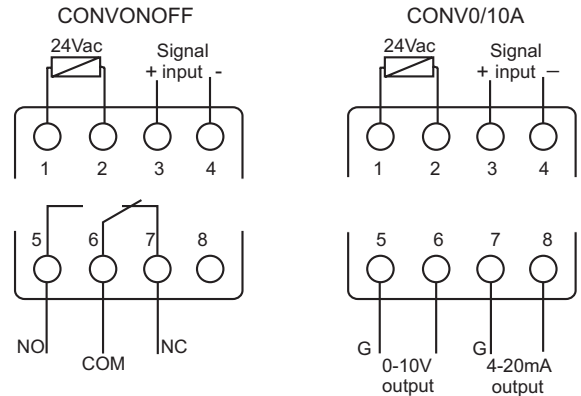 CONVONOFF
24Vac
Signal
+ input -
1 2 3 4
5 6 7 8
NO
COM
NC
CONV0/10A
24Vac
Signal
+ input –
1 2 3 4
5 6 7 8
G
0-10V
output
G
4-20mA
output